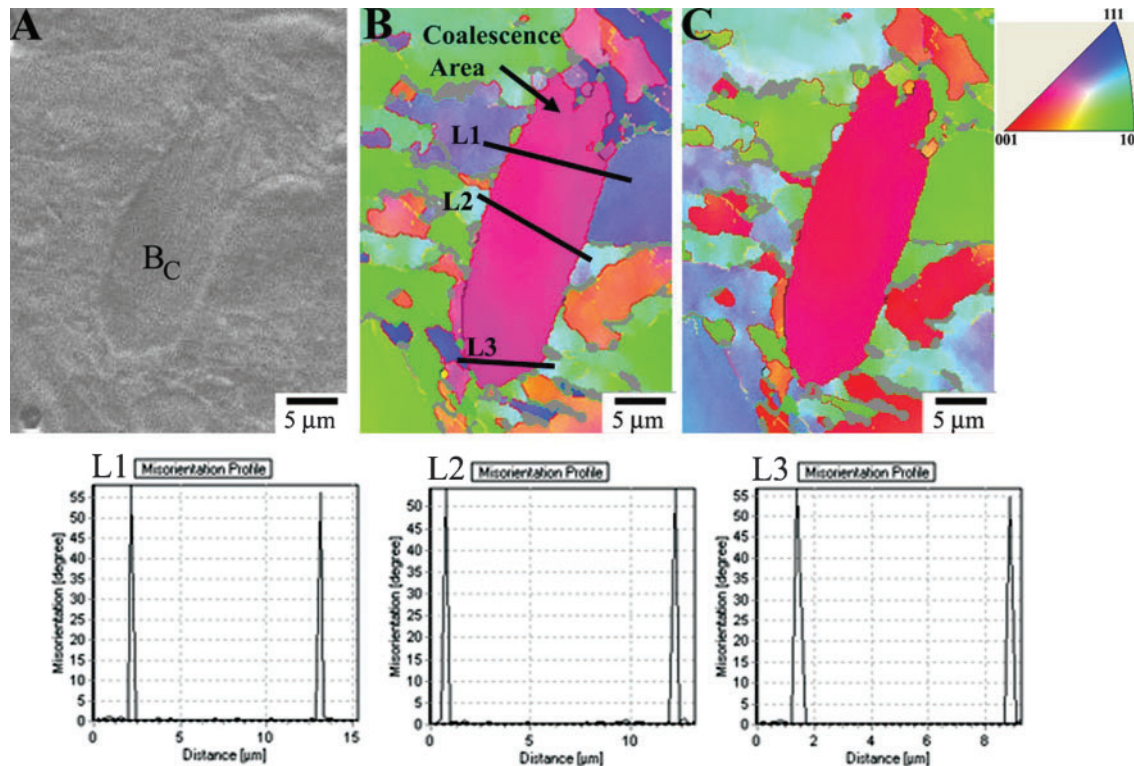 A
B
C
Coalescence
Area
L1
L2
L3
B_C
5 µm
5 µm
5 µm
111
001
10
L1
Misorientation Profile
Misorientation [degree]
55
50
45
40
35
30
25
20
15
10
5
0
0
5
10
15
Distance [µm]
L2
Misorientation Profile
Misorientation [degree]
50
45
40
35
30
25
20
15
10
5
0
0
5
10
Distance [µm]
L3
Misorientation Profile
Misorientation [degree]
55
50
45
40
35
30
25
20
15
10
5
0
0
2
4
6
8
Distance [µm]